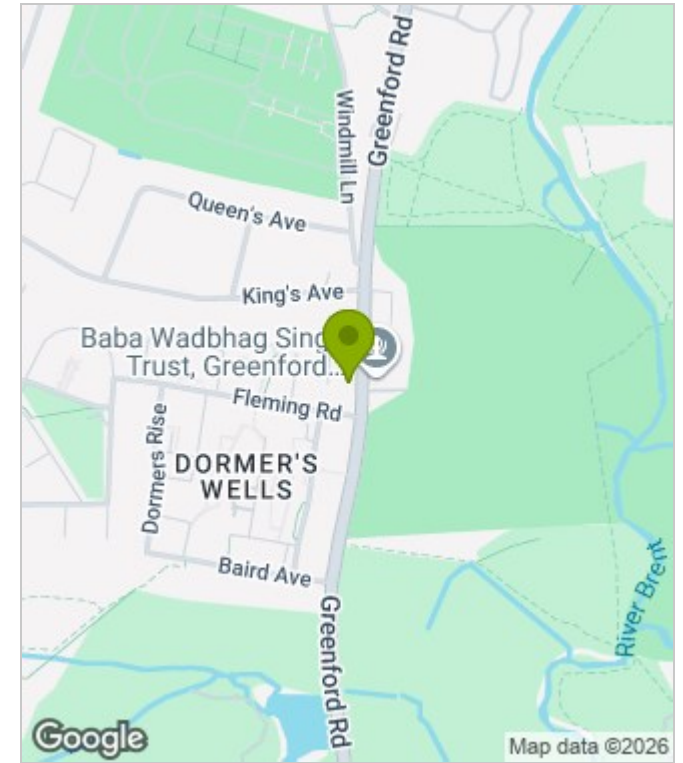 Greenford Rd
Windmill Ln
Queen's Ave
King's Ave
Baba Wadbhag Sing
Trust, Greenford...
Fleming Rd
Dormers Rise
DORMER'S
WELLS
Baird Ave
River Brent
Greenford Rd
Google
Map data ©2026